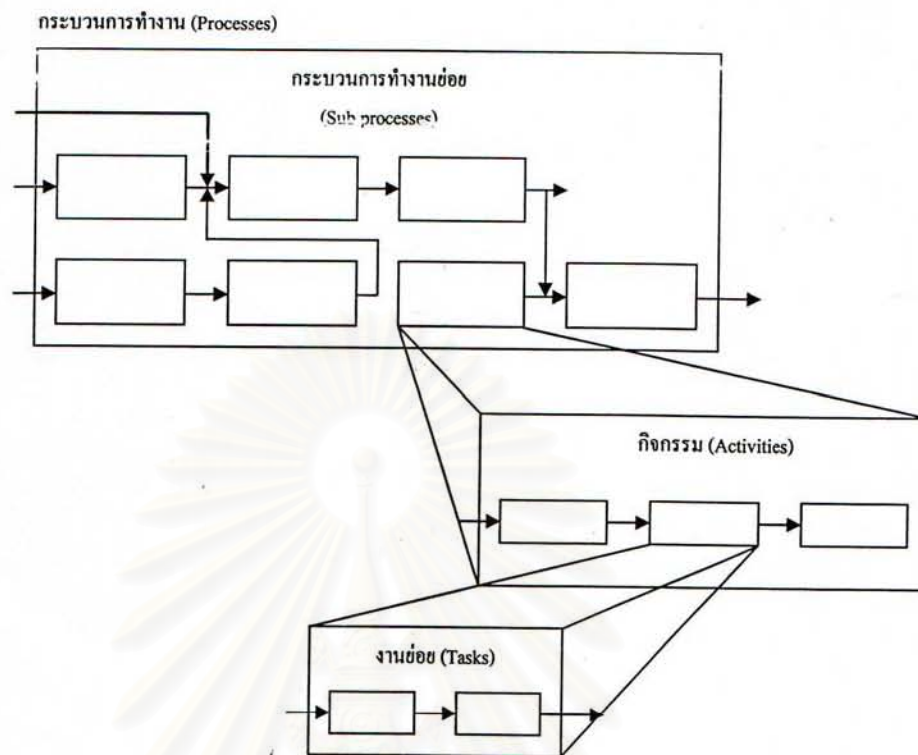 กระบวนการทำงาน (Processes)
กระบวนการทำงานย่อย
(Sub processes)
กิจกรรม (Activities)
งานย่อย (Tasks)